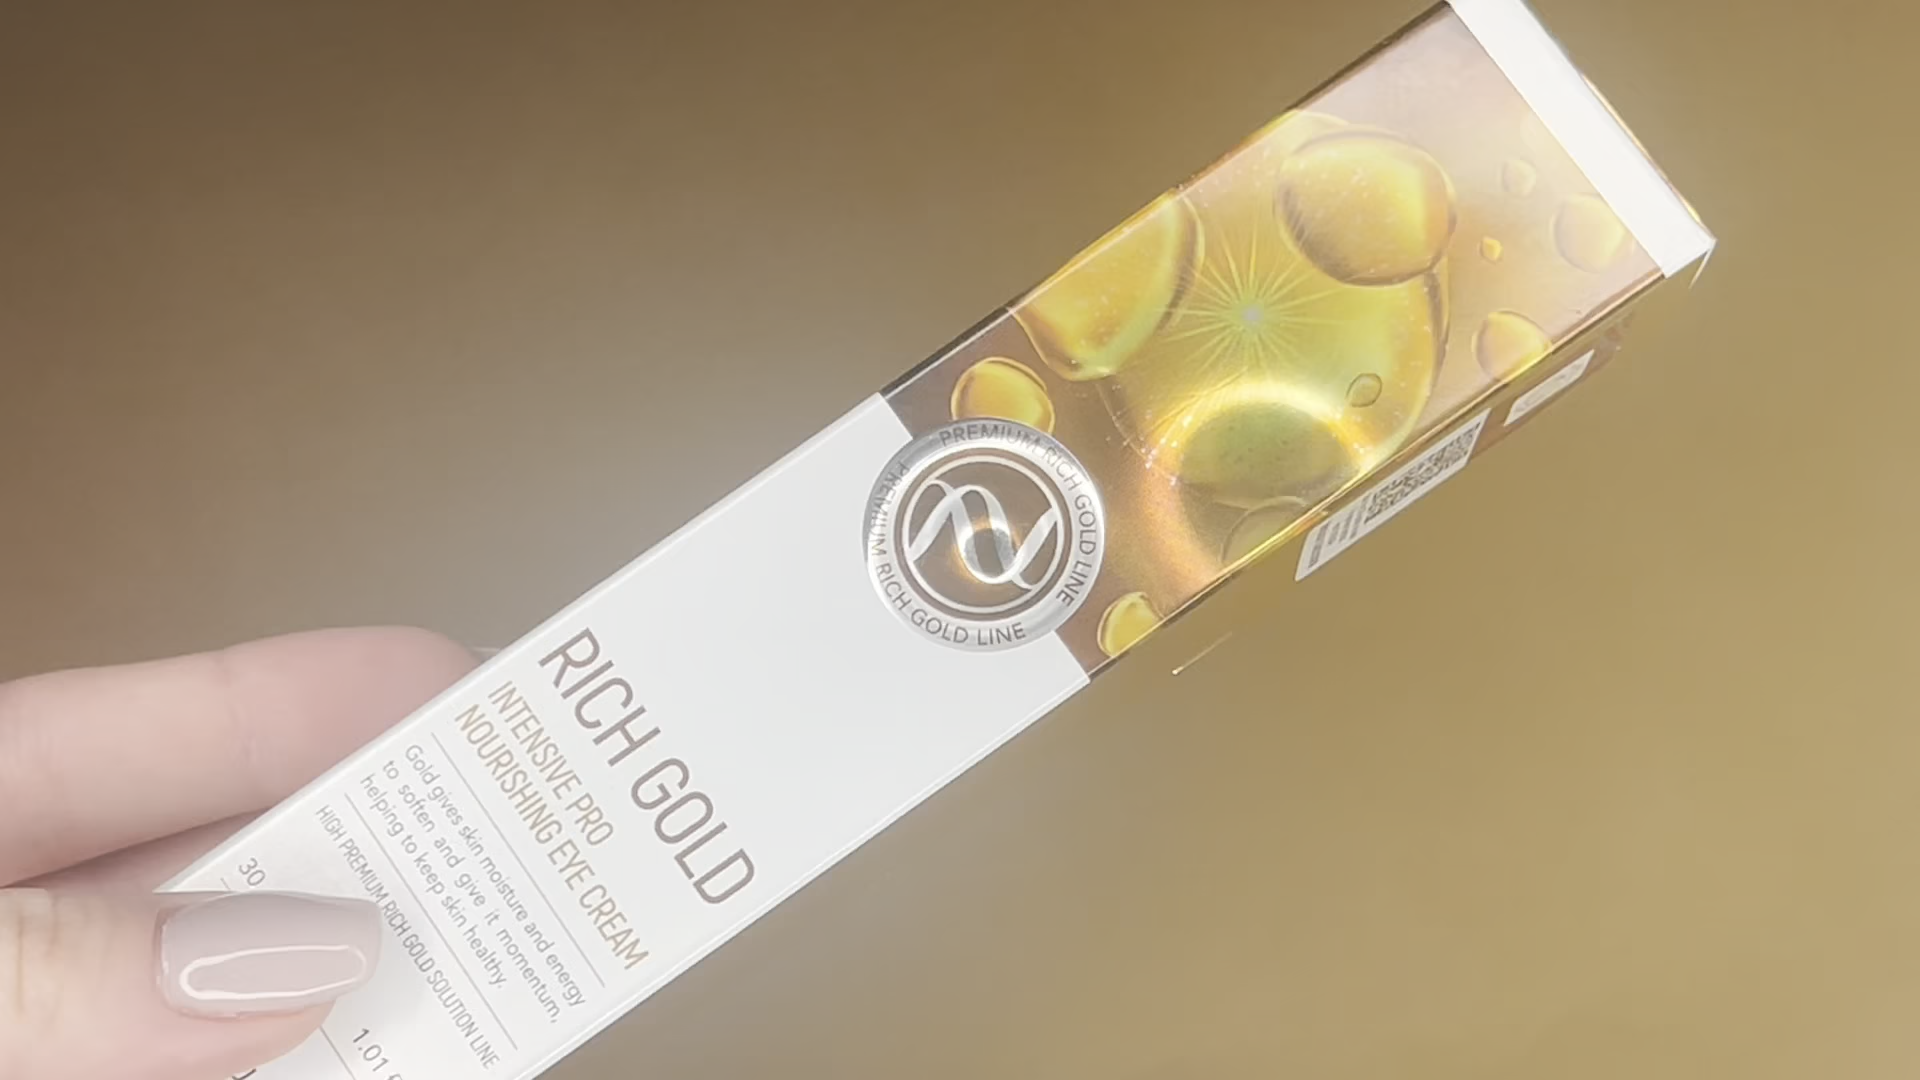 PREMIUM RICH GOLD LINE
PREMIUM RICH GOLD LINE
RICH GOLD
INTENSIVE PRO
NOURISHING EYE CREAM
Gold gives skin moisture and energy
to soften and give it momentum,
helping to keep skin healthy.
HIGH PREMIUM RICH GOLD SOLUTION LINE
30
1.01